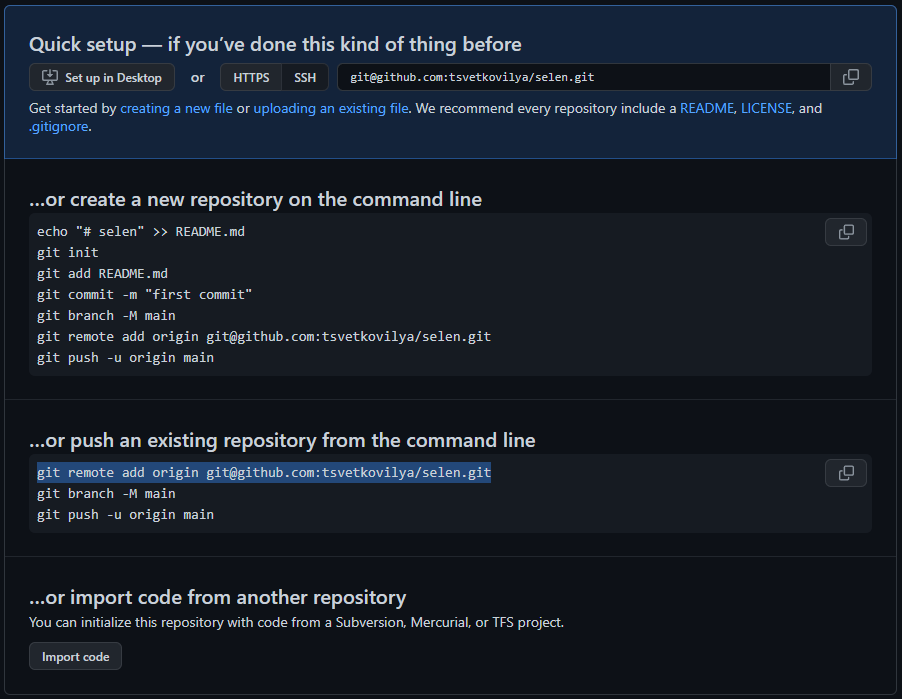 Quick setup — if you’ve done this kind of thing before
Set up in Desktop or HTTPS SSH git@github.com:tsvetkovilya/selen.git
Get started by creating a new file or uploading an existing file. We recommend every repository include a README, LICENSE, and
.gitignore.
...or create a new repository on the command line
echo "# selen" >> README.md
git init
git add README.md
git commit -m "first commit"
git branch -M main
git remote add origin git@github.com:tsvetkovilya/selen.git
git push -u origin main
...or push an existing repository from the command line
git remote add origin git@github.com:tsvetkovilya/selen.git
git branch -M main
git push -u origin main
...or import code from another repository
You can initialize this repository with code from a Subversion, Mercurial, or TFS project.
Import code